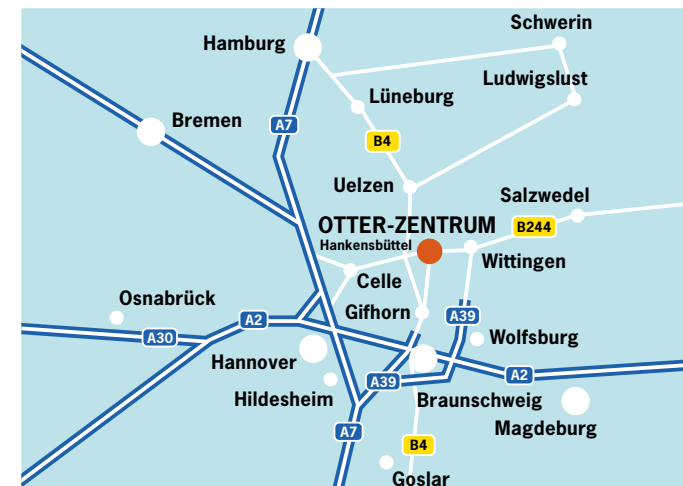 Schwerin
Hamburg
Ludwigslust
Lüneburg
Bremen
A7
B4
Uelzen
Salzwedel
OTTER-ZENTRUM
B244
Hankensbüttel
Wittingen
Celle
Osnabrück
Gifhorn
A39
A2
A30
Wolfsburg
Hannover
A2
A39
Hildesheim
Braunschweig
Magdeburg
A7
B4
Goslar